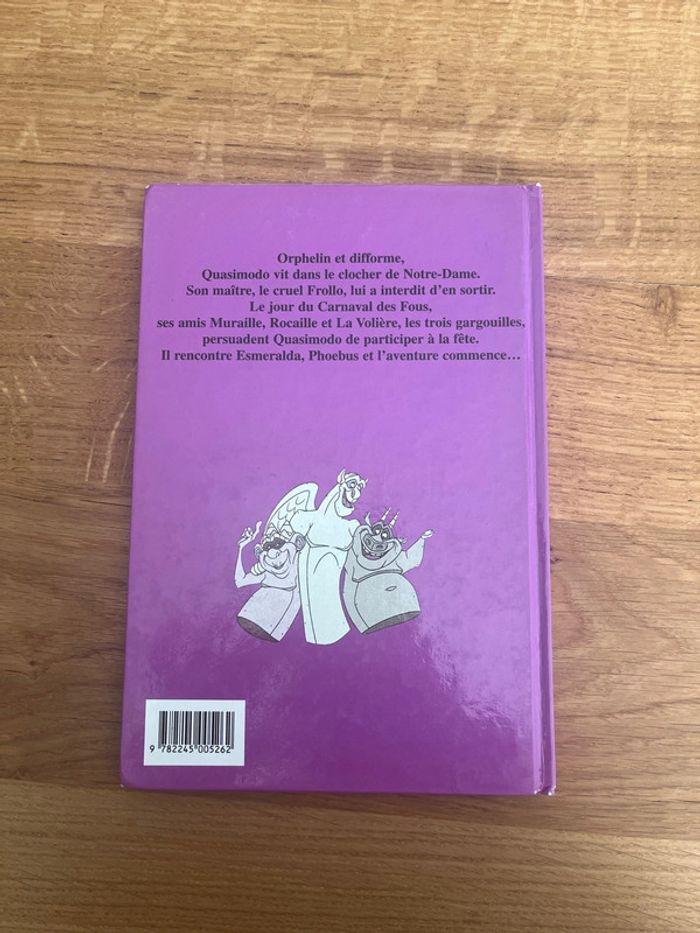 Orphelin et difforme,
Quasimodo vit dans le clocher de Notre-Dame.
Son maître, le cruel Frollo, lui a interdit d'en sortir.
Le jour du Carnaval des Fous,
ses amis Muraille, Rocaille et La Volière, les trois gargouilles,
persuadent Quasimodo de participer à la fête.
Il rencontre Esmeralda, Phoebus et l'aventure commence…
9 782245 005262